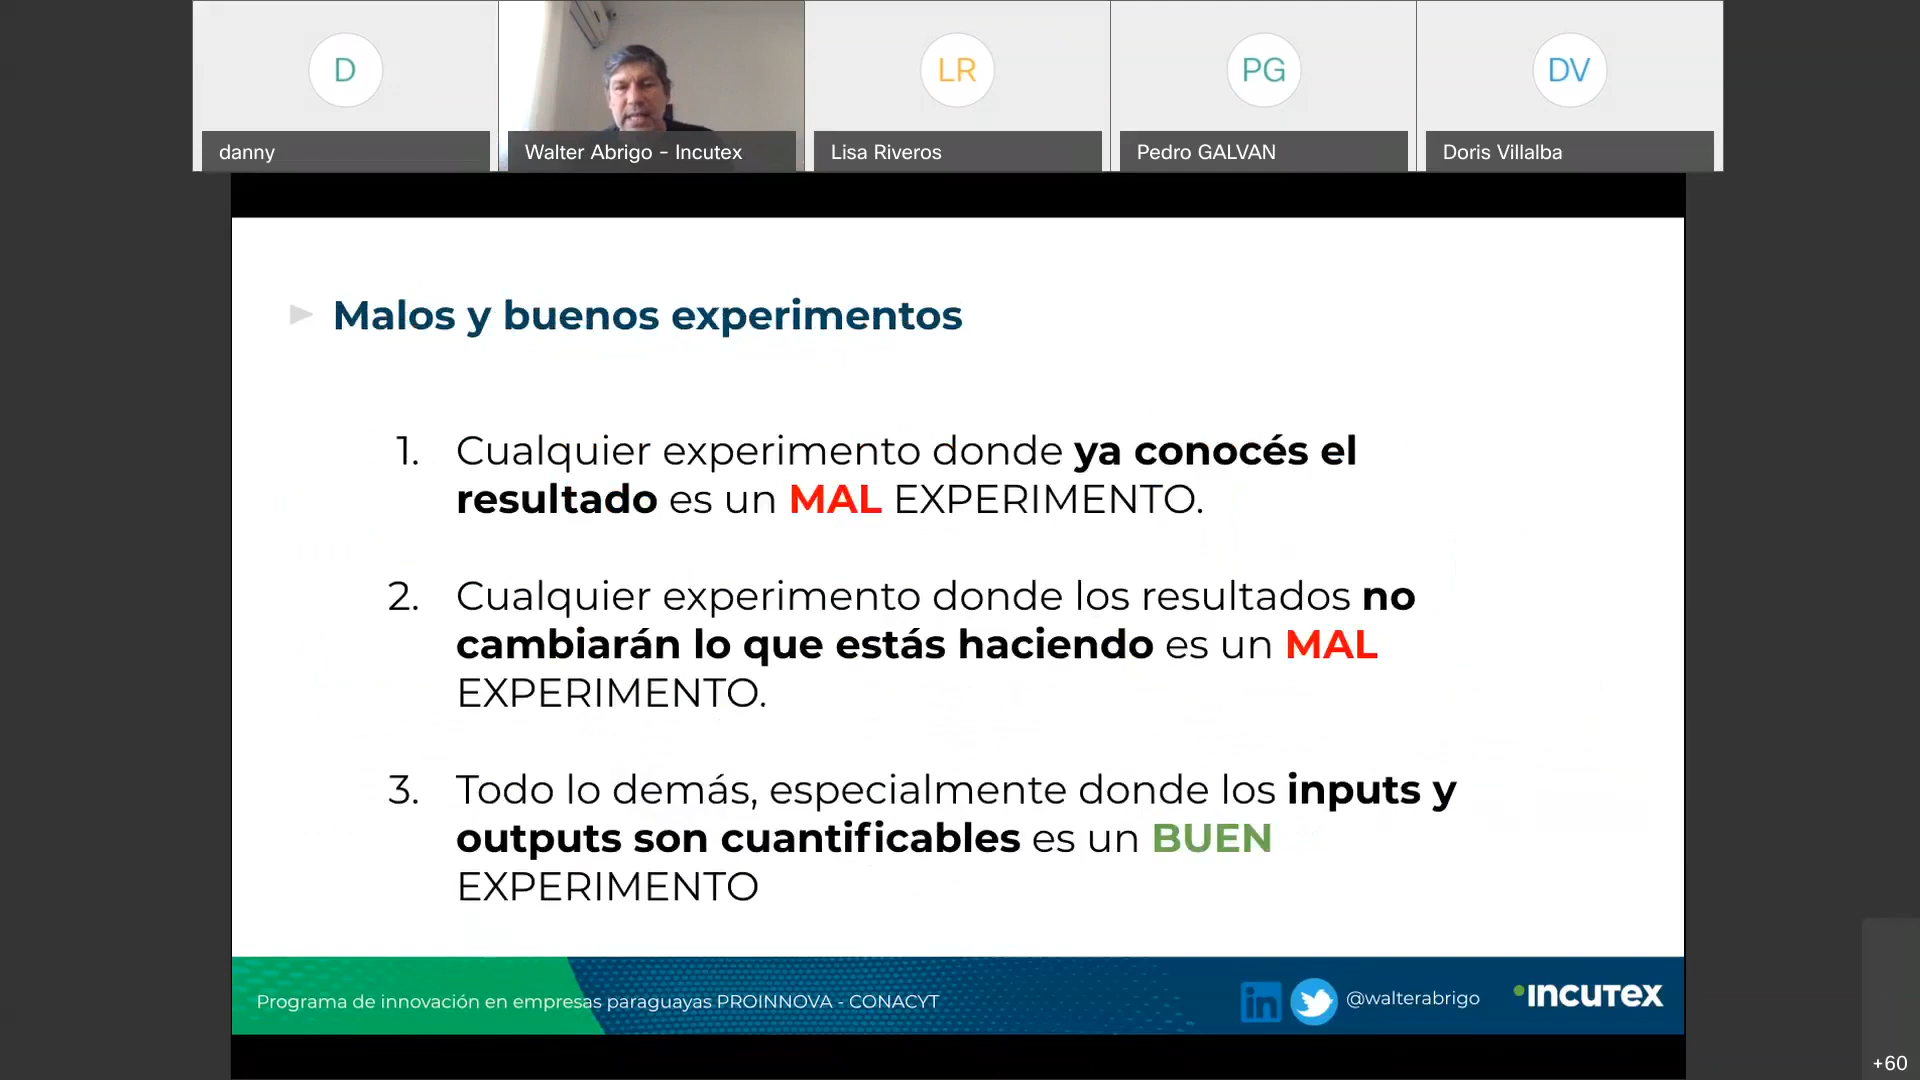 D
LR
PG
DV
danny
Walter Abrigo - Incutex
Lisa Riveros
Pedro GALVAN
Doris Villalba
Malos y buenos experimentos
1. Cualquier experimento donde ya conocés el
resultado es un MAL EXPERIMENTO.
2. Cualquier experimento donde los resultados no
cambiarán lo que estás haciendo es un MAL
EXPERIMENTO.
3. Todo lo demás, especialmente donde los inputs y
outputs son cuantificables es un BUEN
EXPERIMENTO
Programa de innovación en empresas paraguayas PROINNOVA - CONACYT
in
@walterabrigo
INCUTEX
+60